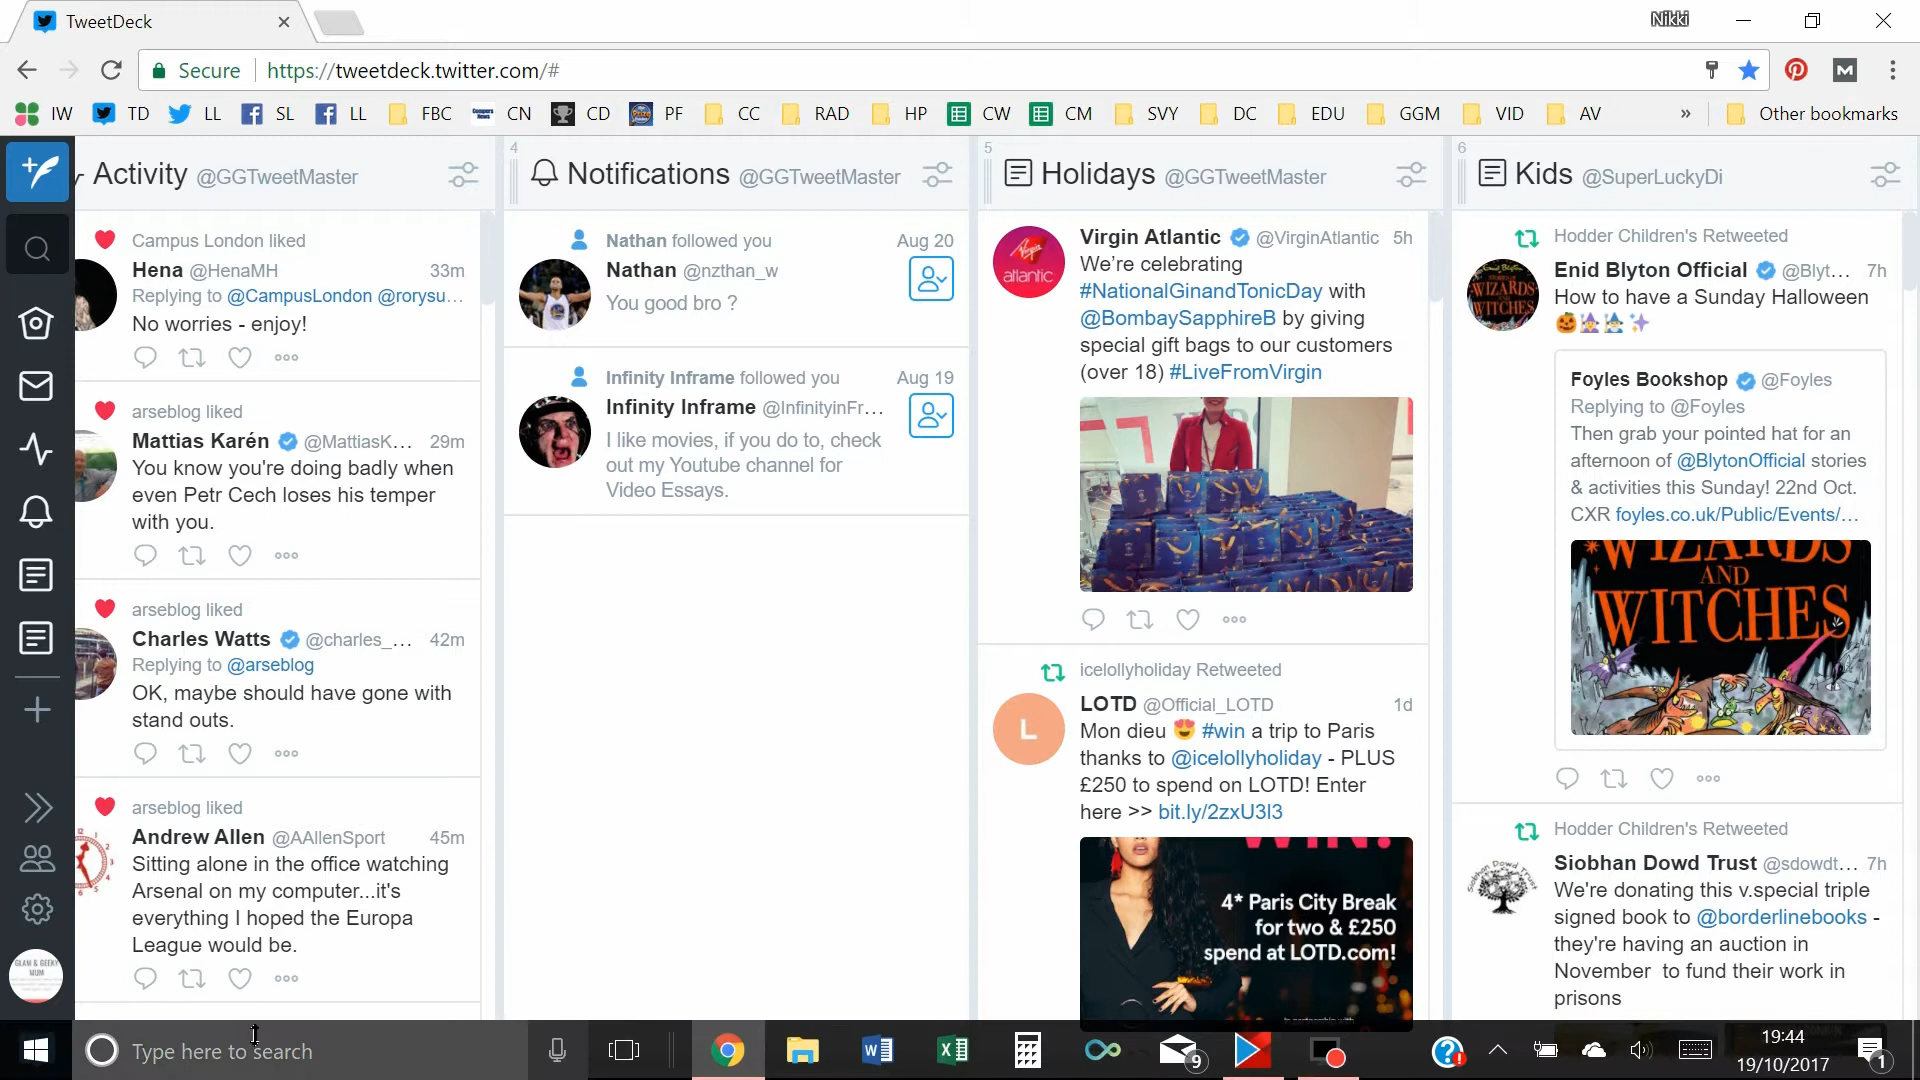 TweetDeck
Nikki
Secure
https://tweetdeck.twitter.com/#
IW TD LL SL LL FBC CN CD PF CC RAD HP CW CM SVY DC EDU GGM VID AV » Other bookmarks
Activity @GGTweetMaster
Campus London liked
Hena @HenaMH 33m
Replying to @CampusLondon @rorysu...
No worries - enjoy!
arseblog liked
Mattias Karén @MattiasK... 29m
You know you're doing badly when
even Petr Cech loses his temper
with you.
arseblog liked
Charles Watts @charles_... 42m
Replying to @arseblog
OK, maybe should have gone with
stand outs.
arseblog liked
Andrew Allen @AAllenSport 45m
Sitting alone in the office watching
Arsenal on my computer...it's
everything I hoped the Europa
League would be.
4
Notifications @GGTweetMaster
Nathan followed you Aug 20
Nathan @nzthan_w
You good bro ?
Infinity Inframe followed you Aug 19
Infinity Inframe @InfinityinFr...
I like movies, if you do to, check
out my Youtube channel for
Video Essays.
5
Holidays @GGTweetMaster
Virgin Atlantic @VirginAtlantic 5h
We're celebrating
#NationalGinandTonicDay with
@BombaySapphireB by giving
special gift bags to our customers
(over 18) #LiveFromVirgin
atlantic
icelollyholiday Retweeted
LOTD @Official_LOTD 1d
L
Mon dieu 😍 #win a trip to Paris
thanks to @icelollyholiday - PLUS
£250 to spend on LOTD! Enter
here >> bit.ly/2zxU3l3
WIN!
4* Paris City Break
for two & £250
spend at LOTD.com!
In partnership with
6
Kids @SuperLuckyDi
Hodder Children's Retweeted
Enid Blyton Official @Blyt... 7h
How to have a Sunday Halloween
🎃🧙‍♀️🧙‍♂️✨
WIZARDS
AND
WITCHES
Foyles Bookshop @Foyles
Replying to @Foyles
Then grab your pointed hat for an
afternoon of @BlytonOfficial stories
& activities this Sunday! 22nd Oct.
CXR foyles.co.uk/Public/Events/...
WIZARDS
AND
WITCHES
Hodder Children's Retweeted
Siobhan Dowd Trust @sdowdt... 7h
We're donating this v.special triple
signed book to @borderlinebooks -
they're having an auction in
November to fund their work in
prisons
GLAM & GEEKY
MUM
Type here to search
9
19:44
19/10/2017
1